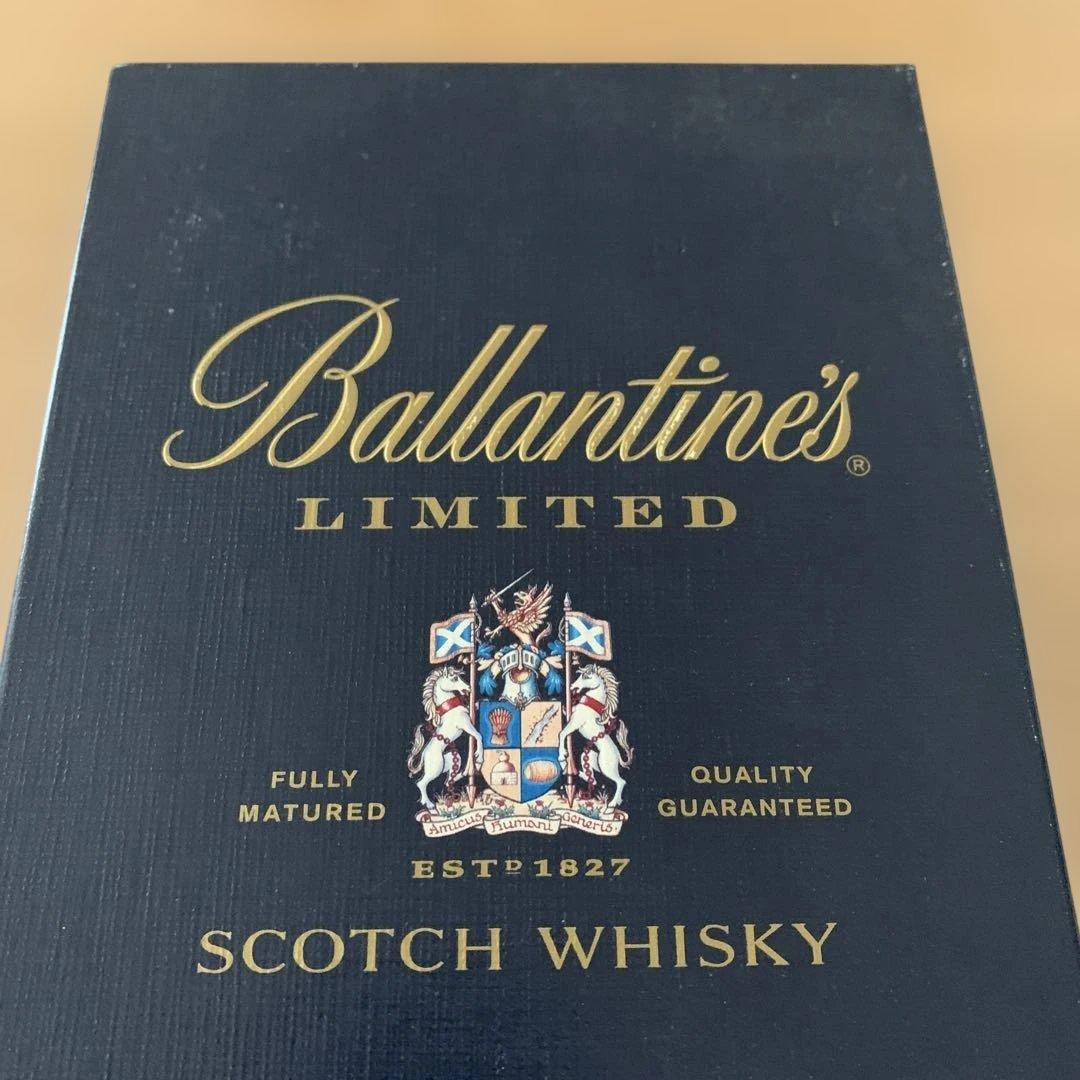 Ballantine's®
LIMITED
FULLY
MATURED
QUALITY
GUARANTEED
Amicus Humani Generis.
ESTD 1827
SCOTCH WHISKY